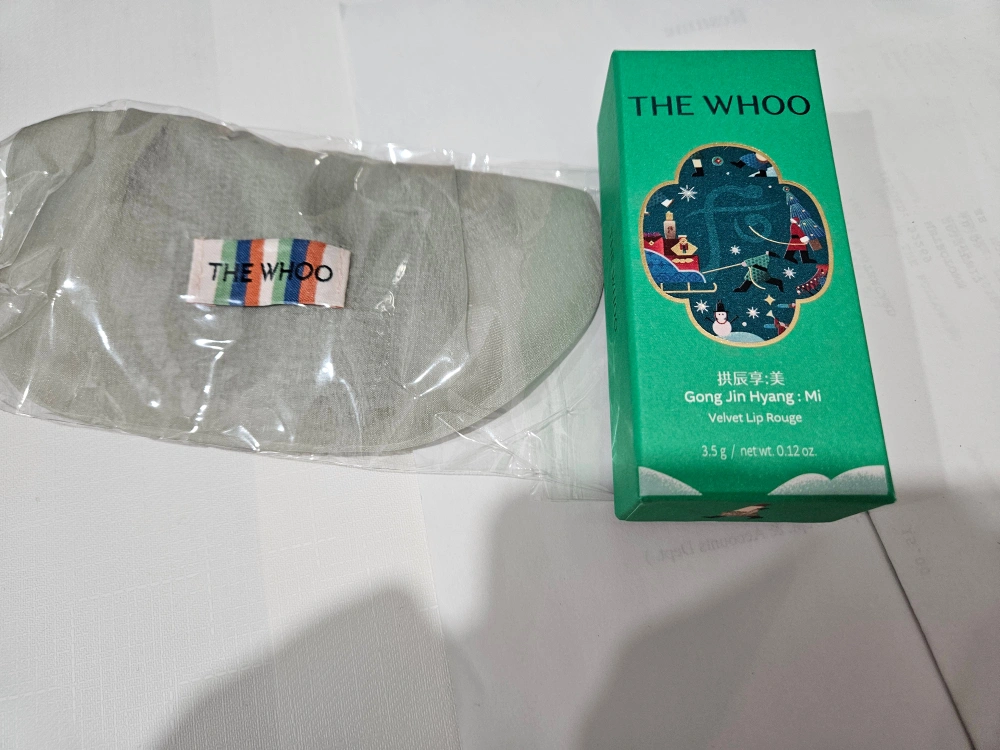 THE WHOO
THE WHOO
拱辰享:美
Gong Jin Hyang : Mi
Velvet Lip Rouge
3.5 g / net wt. 0.12 oz.